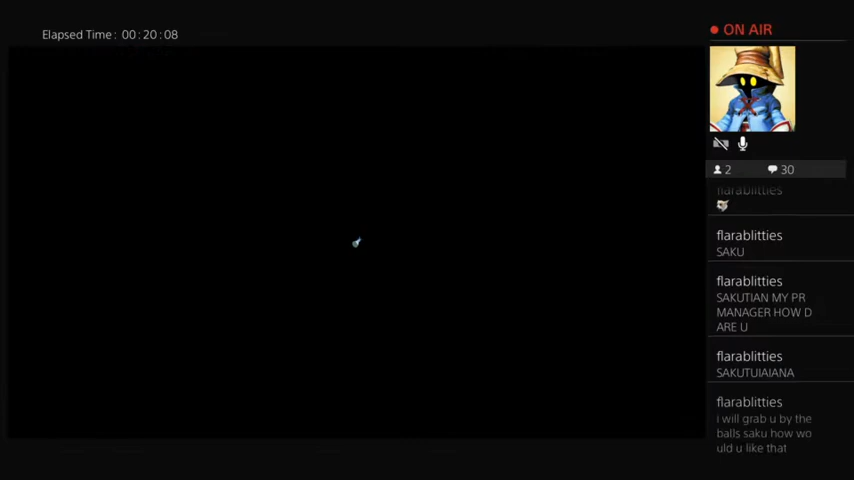 Elapsed Time: 00:20:08
ON AIR
2 30
flarablitties
flarablitties
SAKU
flarablitties
SAKUTIAN MY PR
MANAGER HOW D
ARE U
flarablitties
SAKUTUIAIANA
flarablitties
i will grab u by the
balls saku how wo
uld u like that